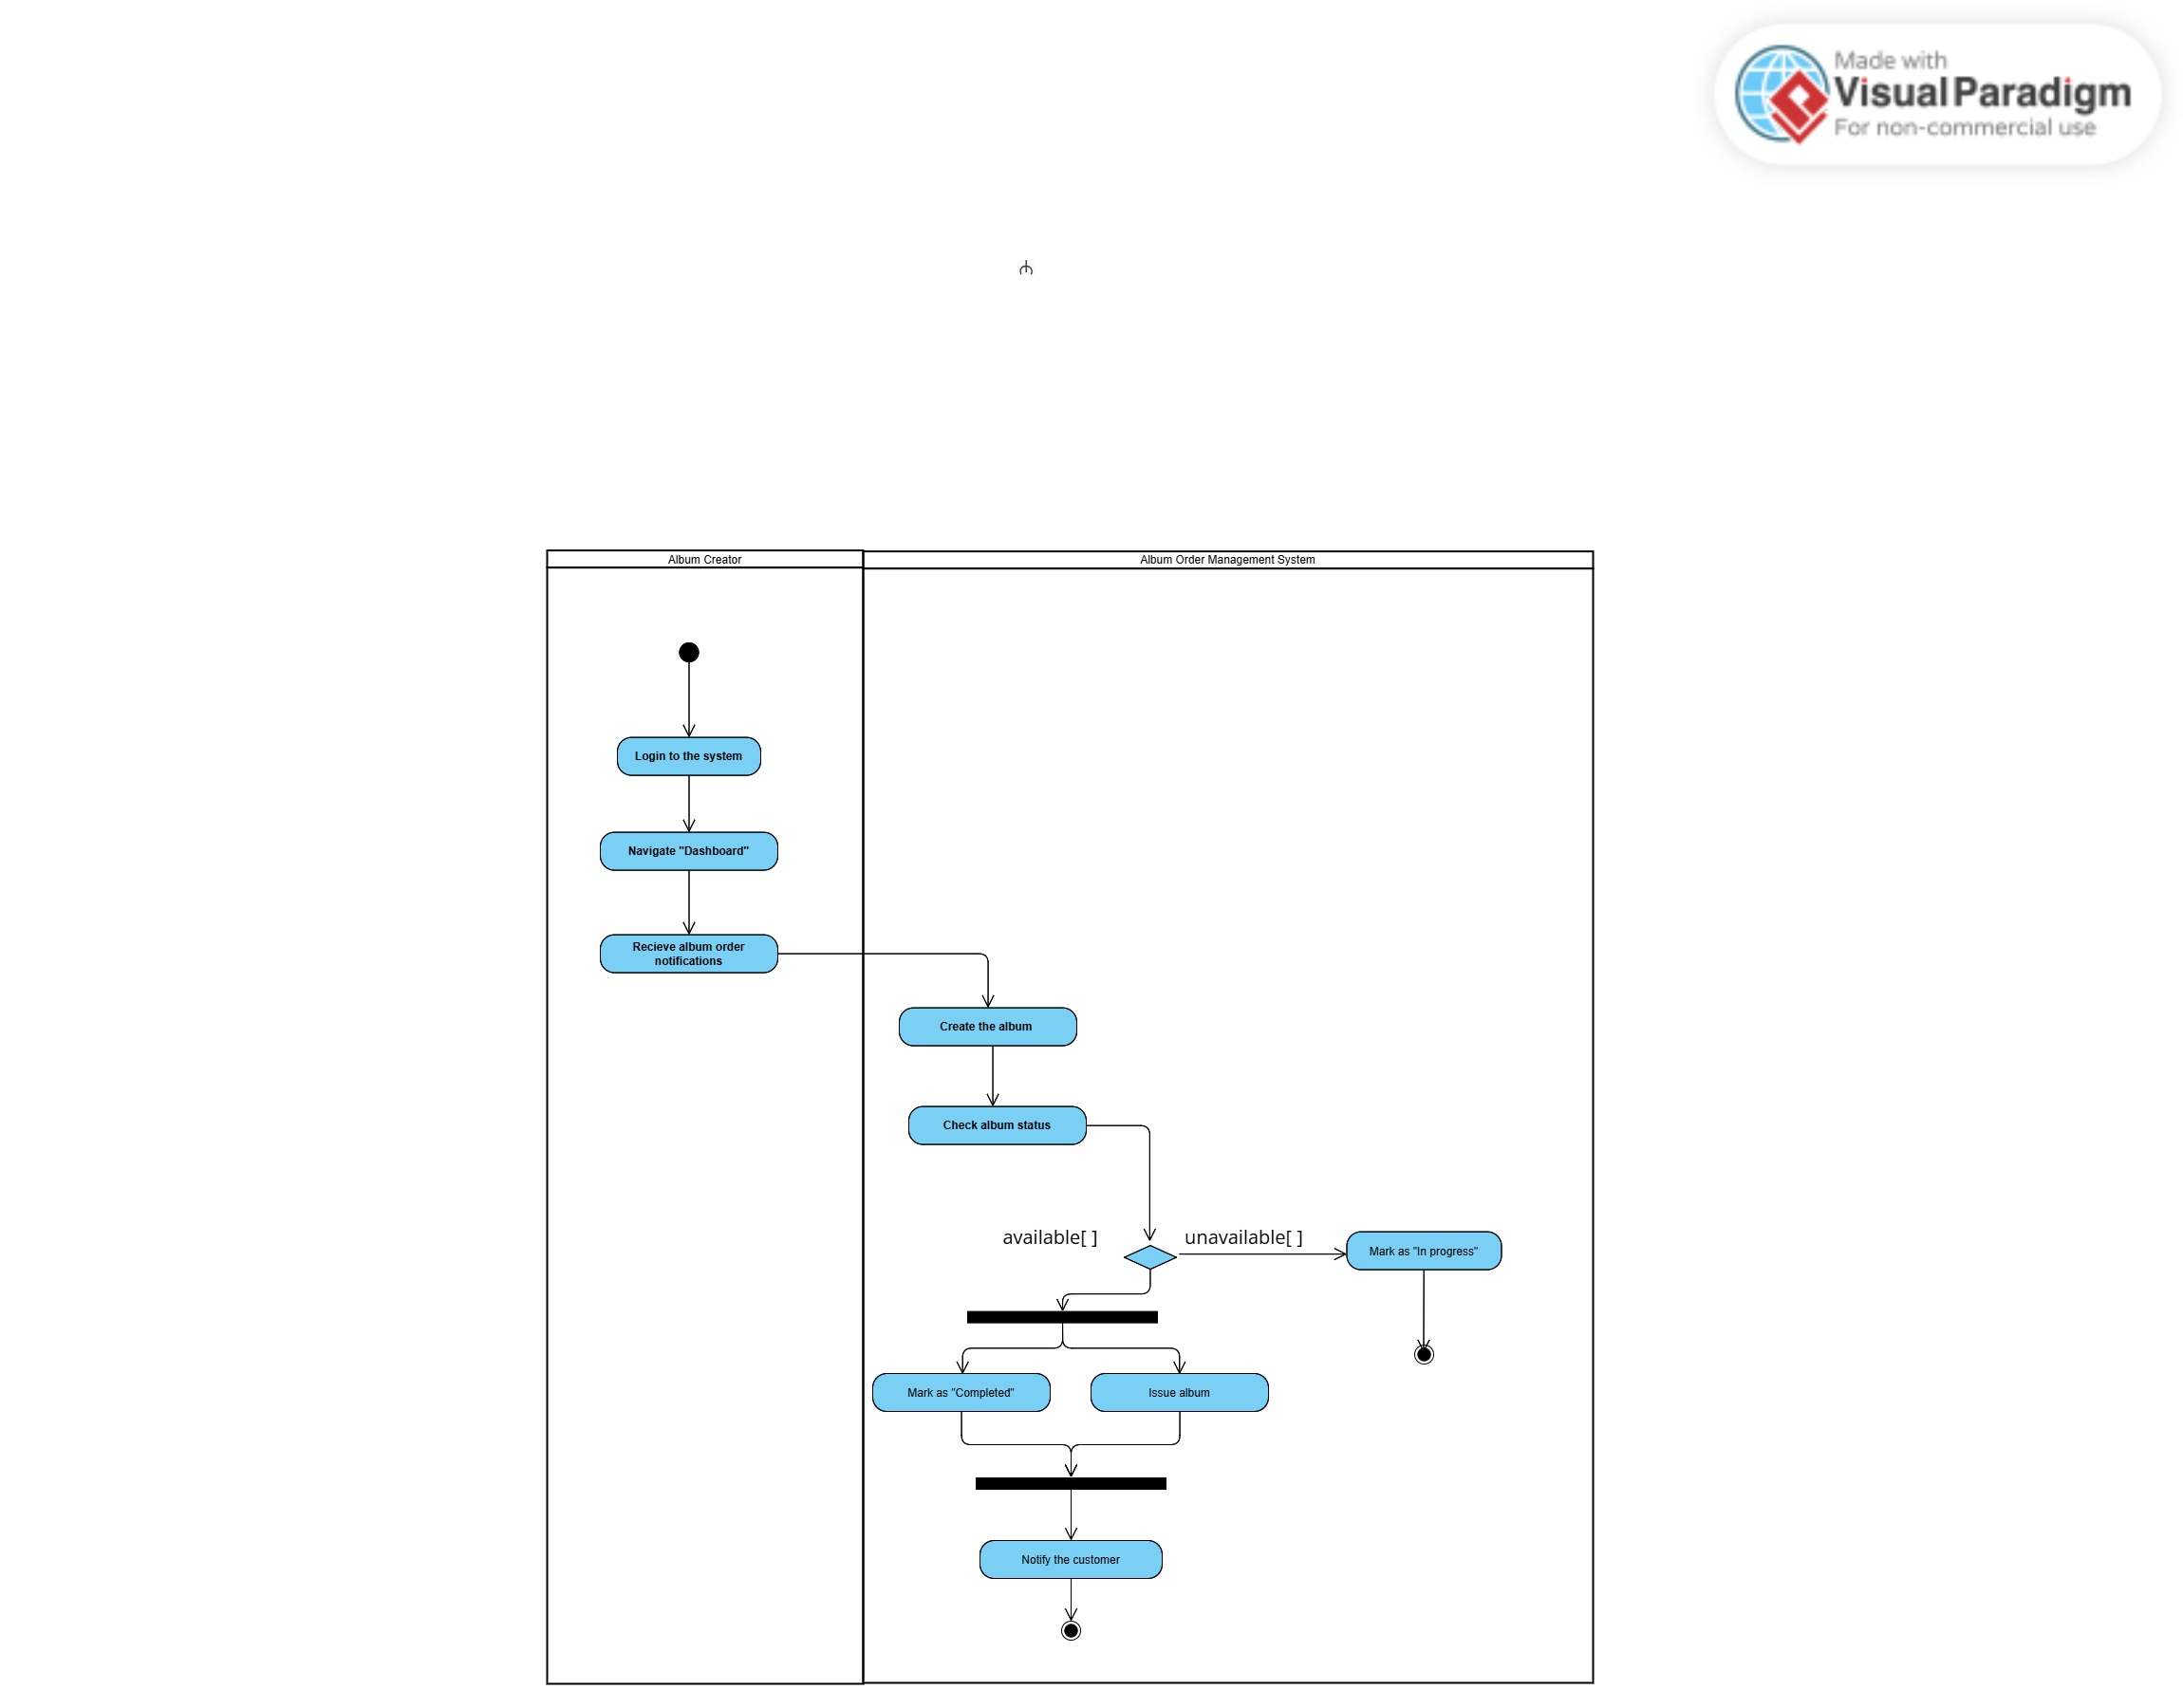 Made with
Visual Paradigm
For non-commercial use
Album Creator
Album Order Management System
Login to the system
Navigate "Dashboard"
Recieve album order
notifications
Create the album
Check album status
available[ ]
unavailable[ ]
Mark as "In progress"
Mark as "Completed"
Issue album
Notify the customer